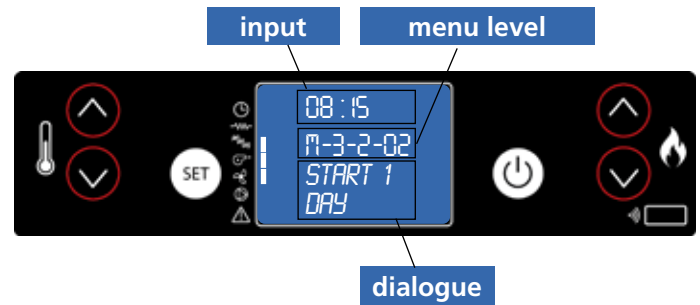 input
menu level
08:15
M-3-2-02
SET
START 1
DAY
dialogue